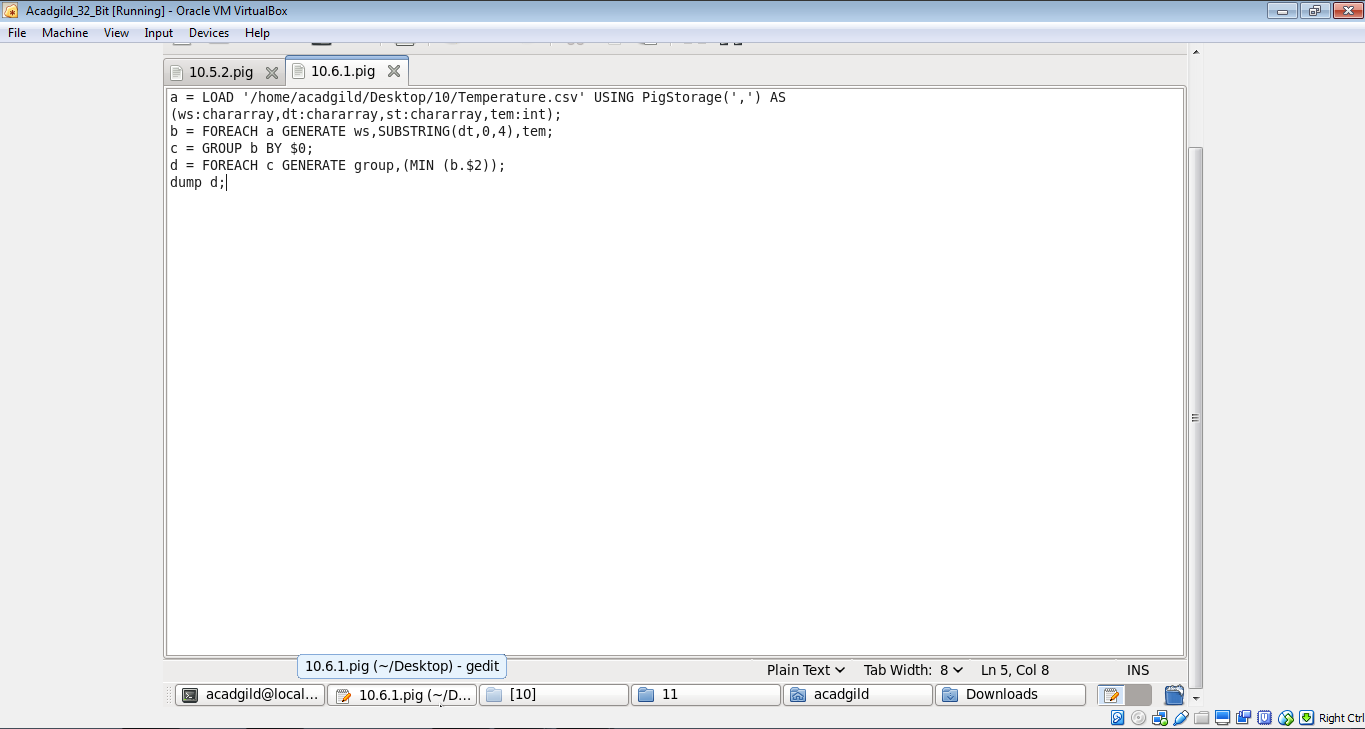 Acadgild_32_Bit [Running] - Oracle VM VirtualBox
File Machine View Input Devices Help
10.5.2.pig 10.6.1.pig
a = LOAD '/home/acadgild/Desktop/10/Temperature.csv' USING PigStorage(',') AS
(ws:chararray,dt:chararray,st:chararray,tem:int);
b = FOREACH a GENERATE ws,SUBSTRING(dt,0,4),tem;
c = GROUP b BY $0;
d = FOREACH c GENERATE group,(MIN (b.$2));
dump d;
10.6.1.pig (~/Desktop) - gedit
Plain Text Tab Width: 8 Ln 5, Col 8 INS
acadgild@local... 10.6.1.pig (~/D... [10] 11 acadgild Downloads
Right Ctrl